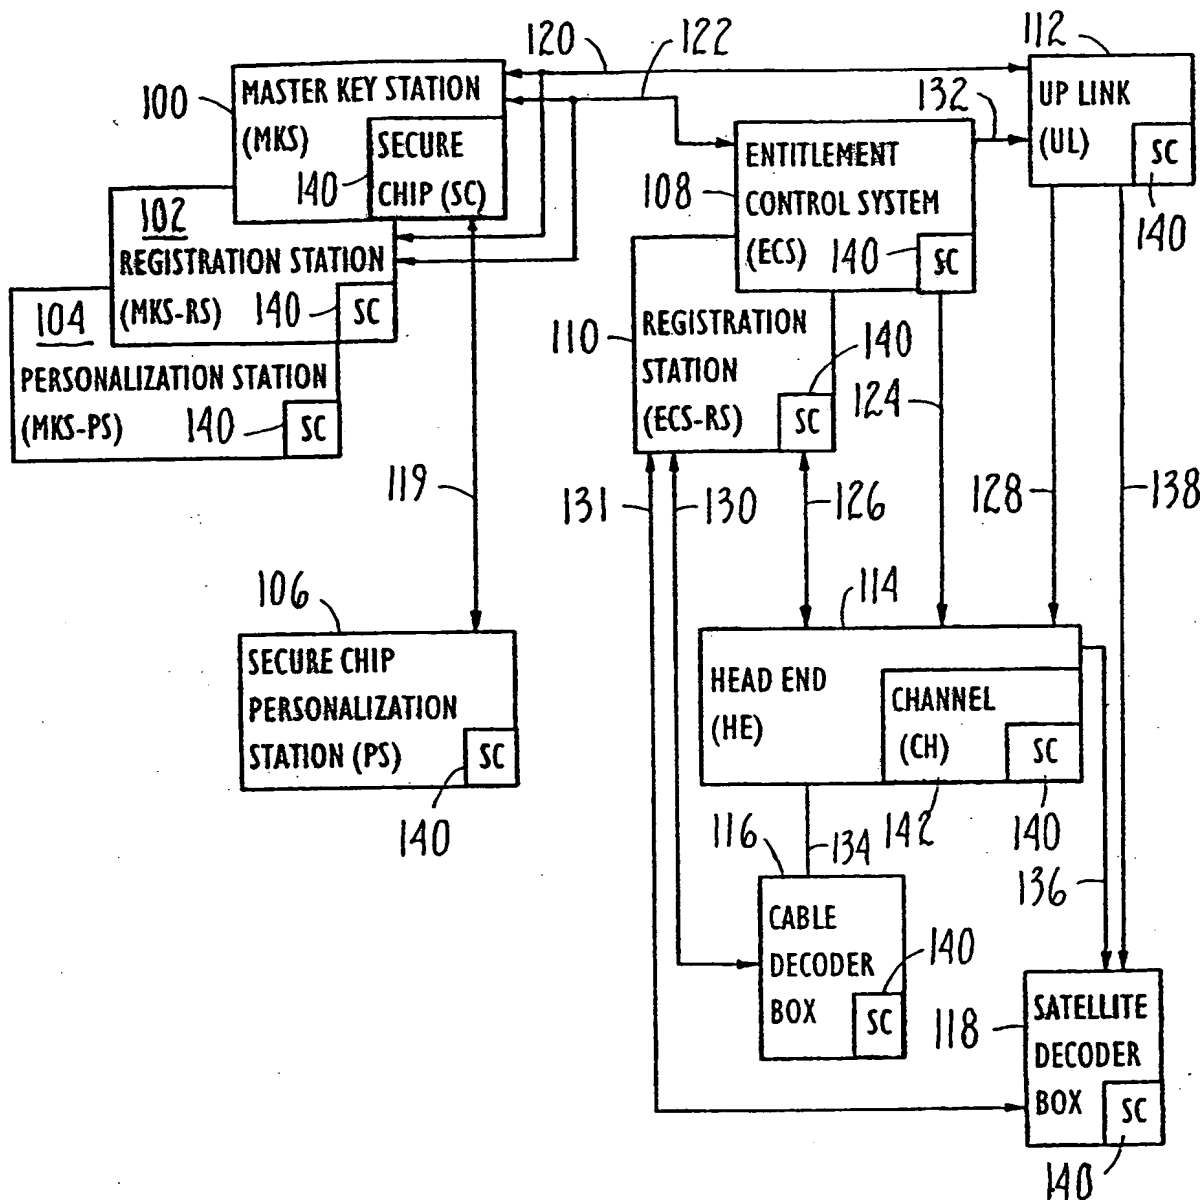 120
122
112
100
MASTER KEY STATION
(MKS)
SECURE
CHIP (SC)
140
132
UP LINK
(UL)
SC
140
ENTITLEMENT
CONTROL SYSTEM
(ECS)
108
140
SC
102
REGISTRATION STATION
(MKS-RS)
140
SC
104
PERSONALIZATION STATION
(MKS-PS)
140
SC
110
REGISTRATION
STATION
(ECS-RS)
140
SC
124
119
131
130
126
128
138
106
SECURE CHIP
PERSONALIZATION
STATION (PS)
SC
140
114
HEAD END
(HE)
CHANNEL
(CH)
SC
142
140
116
134
136
CABLE
DECODER
BOX
140
SC
118
SATELLITE
DECODER
BOX
SC
140